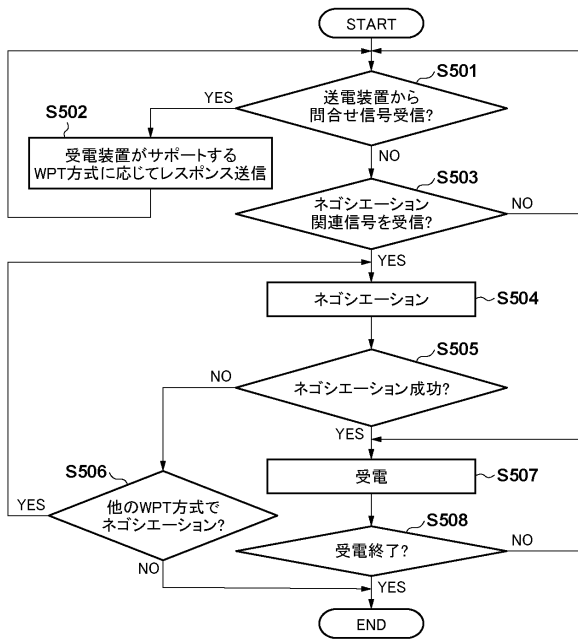 START
S501
送電装置から
問合せ信号受信?
YES
S502
受電装置がサポートする
WPT方式に応じてレスポンス送信
NO
S503
ネゴシエーション
関連信号を受信?
NO
YES
ネゴシエーション
S504
S505
NO
ネゴシエーション成功?
YES
S506
受電
S507
YES
他のWPT方式で
ネゴシエーション?
S508
受電終了?
NO
NO
YES
END